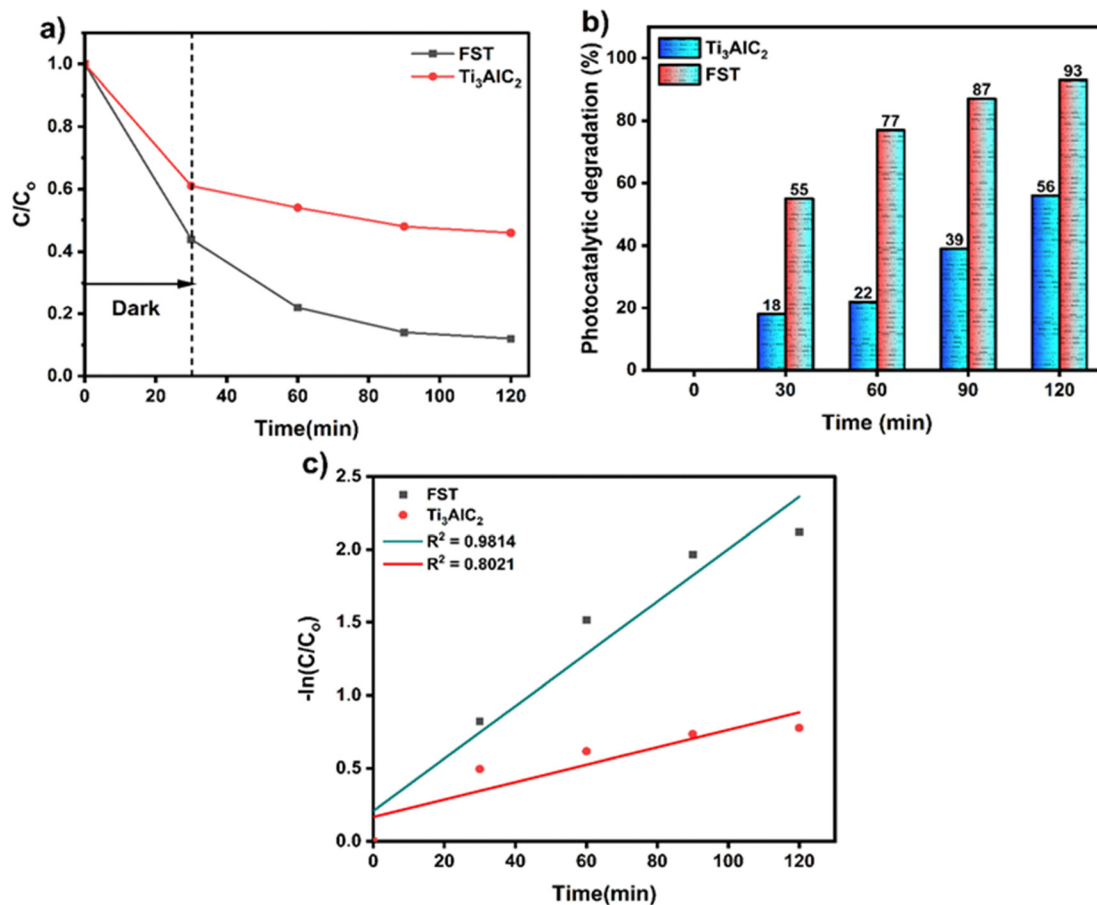 a)
FST
Ti₃AlC₂
C/Cₒ
1.0
0.8
0.6
0.4
0.2
0.0
Dark
0 20 40 60 80 100 120
Time(min)
b)
Ti₃AlC₂
FST
Photocatalytic degradation (%)
100
80
60
40
20
0
18 55 22 77 39 87 56 93
0 30 60 90 120
Time (min)
c)
FST
Ti₃AlC₂
R² = 0.9814
R² = 0.8021
-ln(C/Cₒ)
2.5
2.0
1.5
1.0
0.5
0.0
0 20 40 60 80 100 120
Time(min)